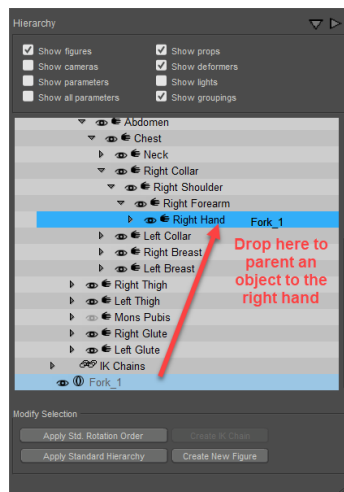 Hierarchy
Show figures
Show props
Show cameras
Show deformers
Show parameters
Show lights
Show all parameters
Show groupings
Abdomen
Chest
Neck
Right Collar
Right Shoulder
Right Forearm
Right Hand Fork_1
Left Collar
Right Breast
Left Breast
Right Thigh
Left Thigh
Mons Pubis
Right Glute
Left Glute
IK Chains
Fork_1
Drop here to
parent an
object to the
right hand
Modify Selection
Apply Std. Rotation Order
Create IK Chain
Apply Standard Hierarchy
Create New Figure